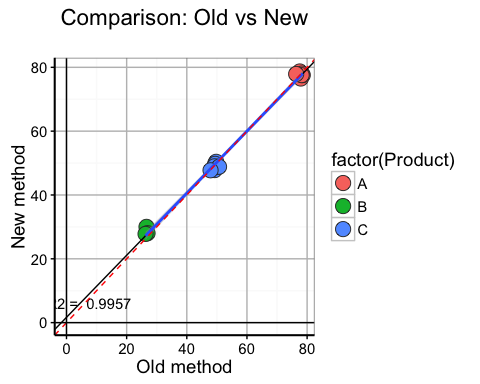 Comparison: Old vs New
New method
80
60
40
20
0
2 = 0.9957
0
20
40
60
80
Old method
factor(Product)
A
B
C